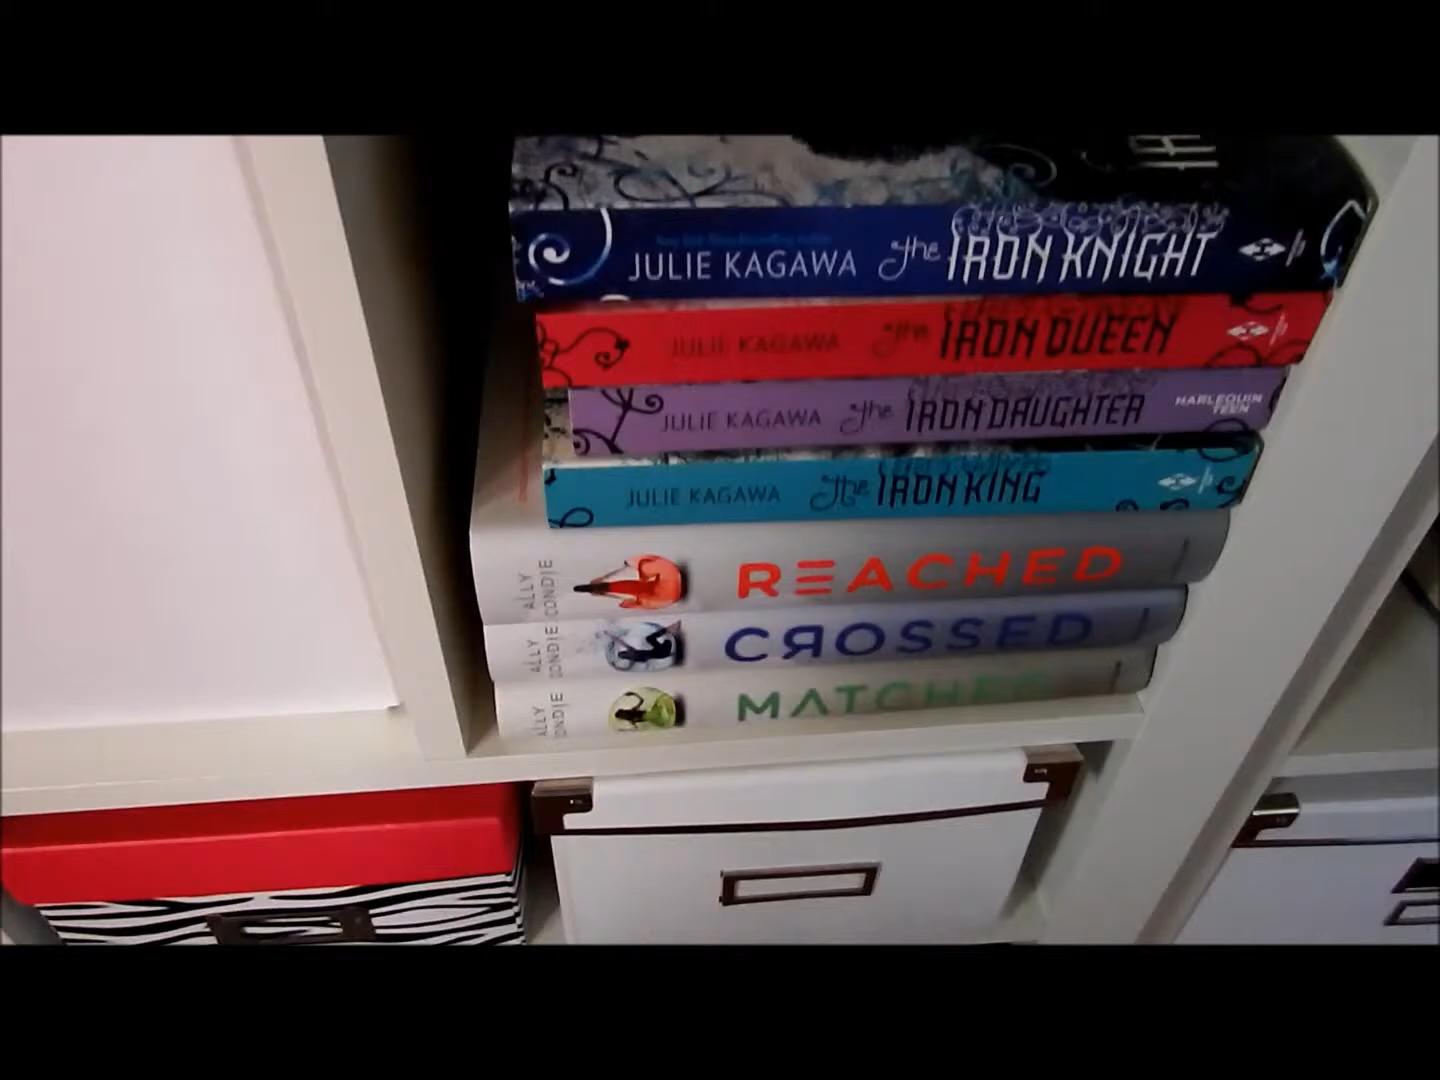 JULIE KAGAWA the IRON KNIGHT
JULIE KAGAWA the IRON QUEEN
JULIE KAGAWA the IRON DAUGHTER HARLEQUIN TEEN
JULIE KAGAWA the IRON KING
ALLY CONDIE REACHED
ALLY CONDIE CROSSED
ALLY CONDIE MATCHED